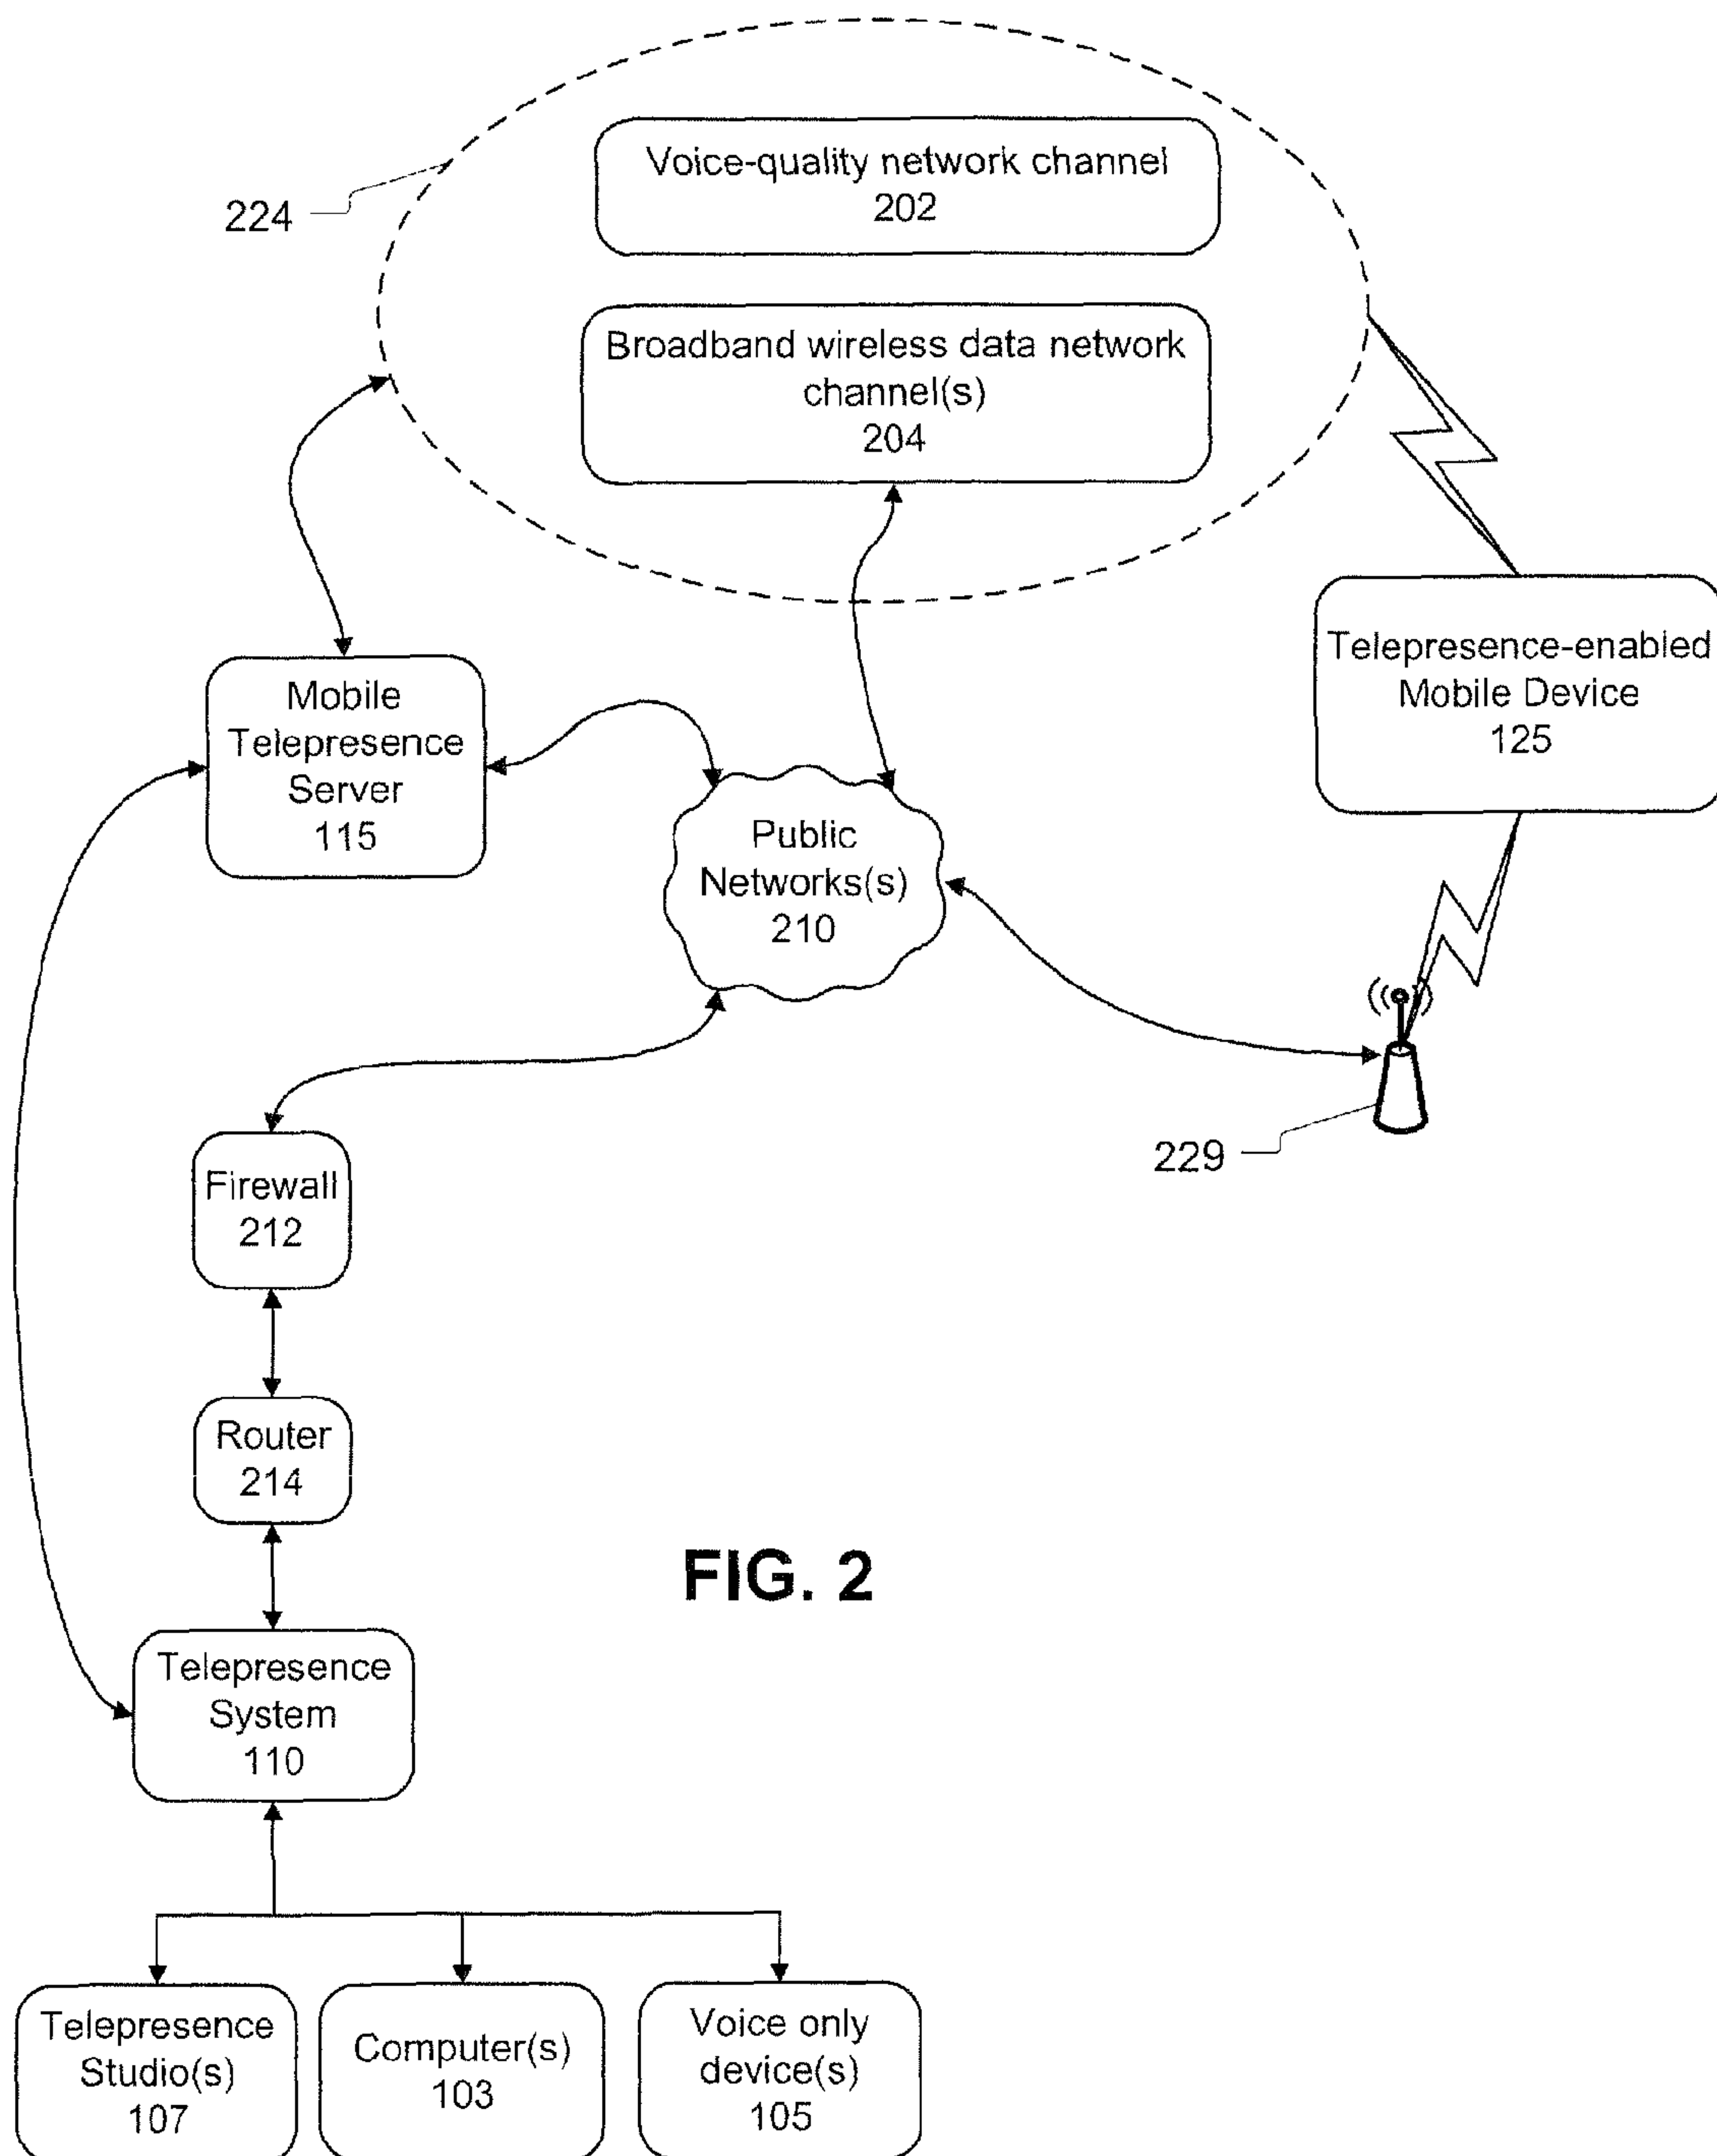 Voice-quality network channel
202
224
Broadband wireless data network
channel(s)
204
Telepresence-enabled
Mobile Device
125
Mobile
Telepresence
Server
115
Public
Networks(s)
210
229
Firewall
212
Router
214
FIG. 2
Telepresence
System
110
Telepresence
Studio(s)
107
Computer(s)
103
Voice only
device(s)
105